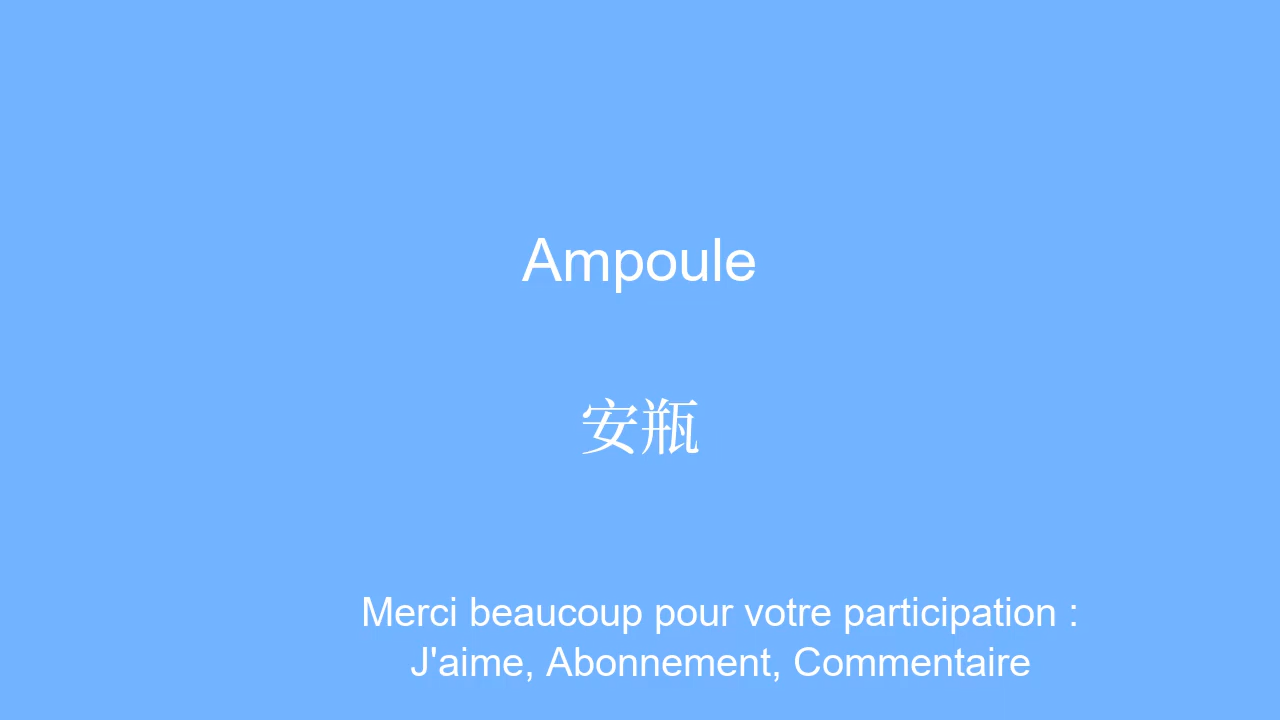 Ampoule
安瓶
Merci beaucoup pour votre participation :
J'aime, Abonnement, Commentaire